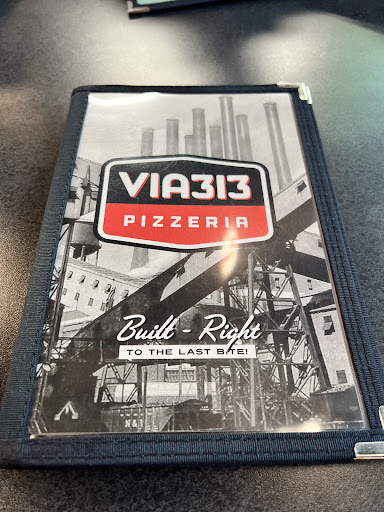 VIA313
PIZZERIA
Built - Right
TO THE LAST BITE!